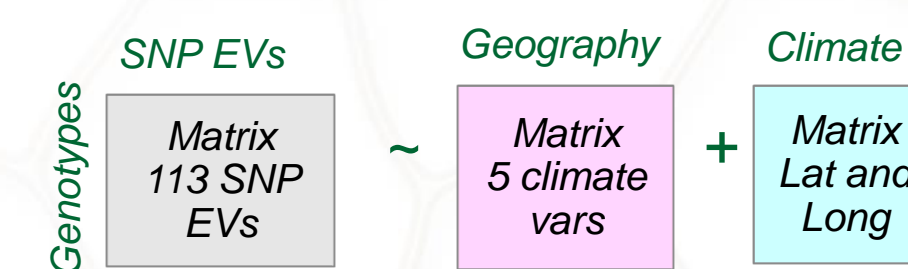 SNP EVs
Geography
Climate
Genotypes
Matrix
113 SNP
EVs
~
Matrix
5 climate
vars
+
Matrix
Lat and
Long